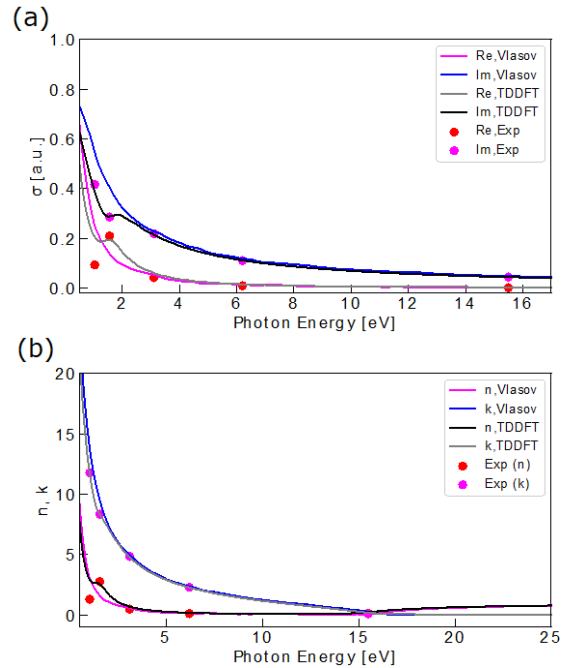 (a)
1.0
0.8
0.6
0.4
0.2
0.0
σ [a.u.]
Re,Vlasov
Im,Vlasov
Re,TDDFT
Im,TDDFT
Re,Exp
Im,Exp
2 4 6 8 10 12 14 16
Photon Energy [eV]
(b)
20
15
10
5
0
n, k
n,Vlasov
k,Vlasov
n,TDDFT
k,TDDFT
Exp (n)
Exp (k)
5 10 15 20 25
Photon Energy [eV]